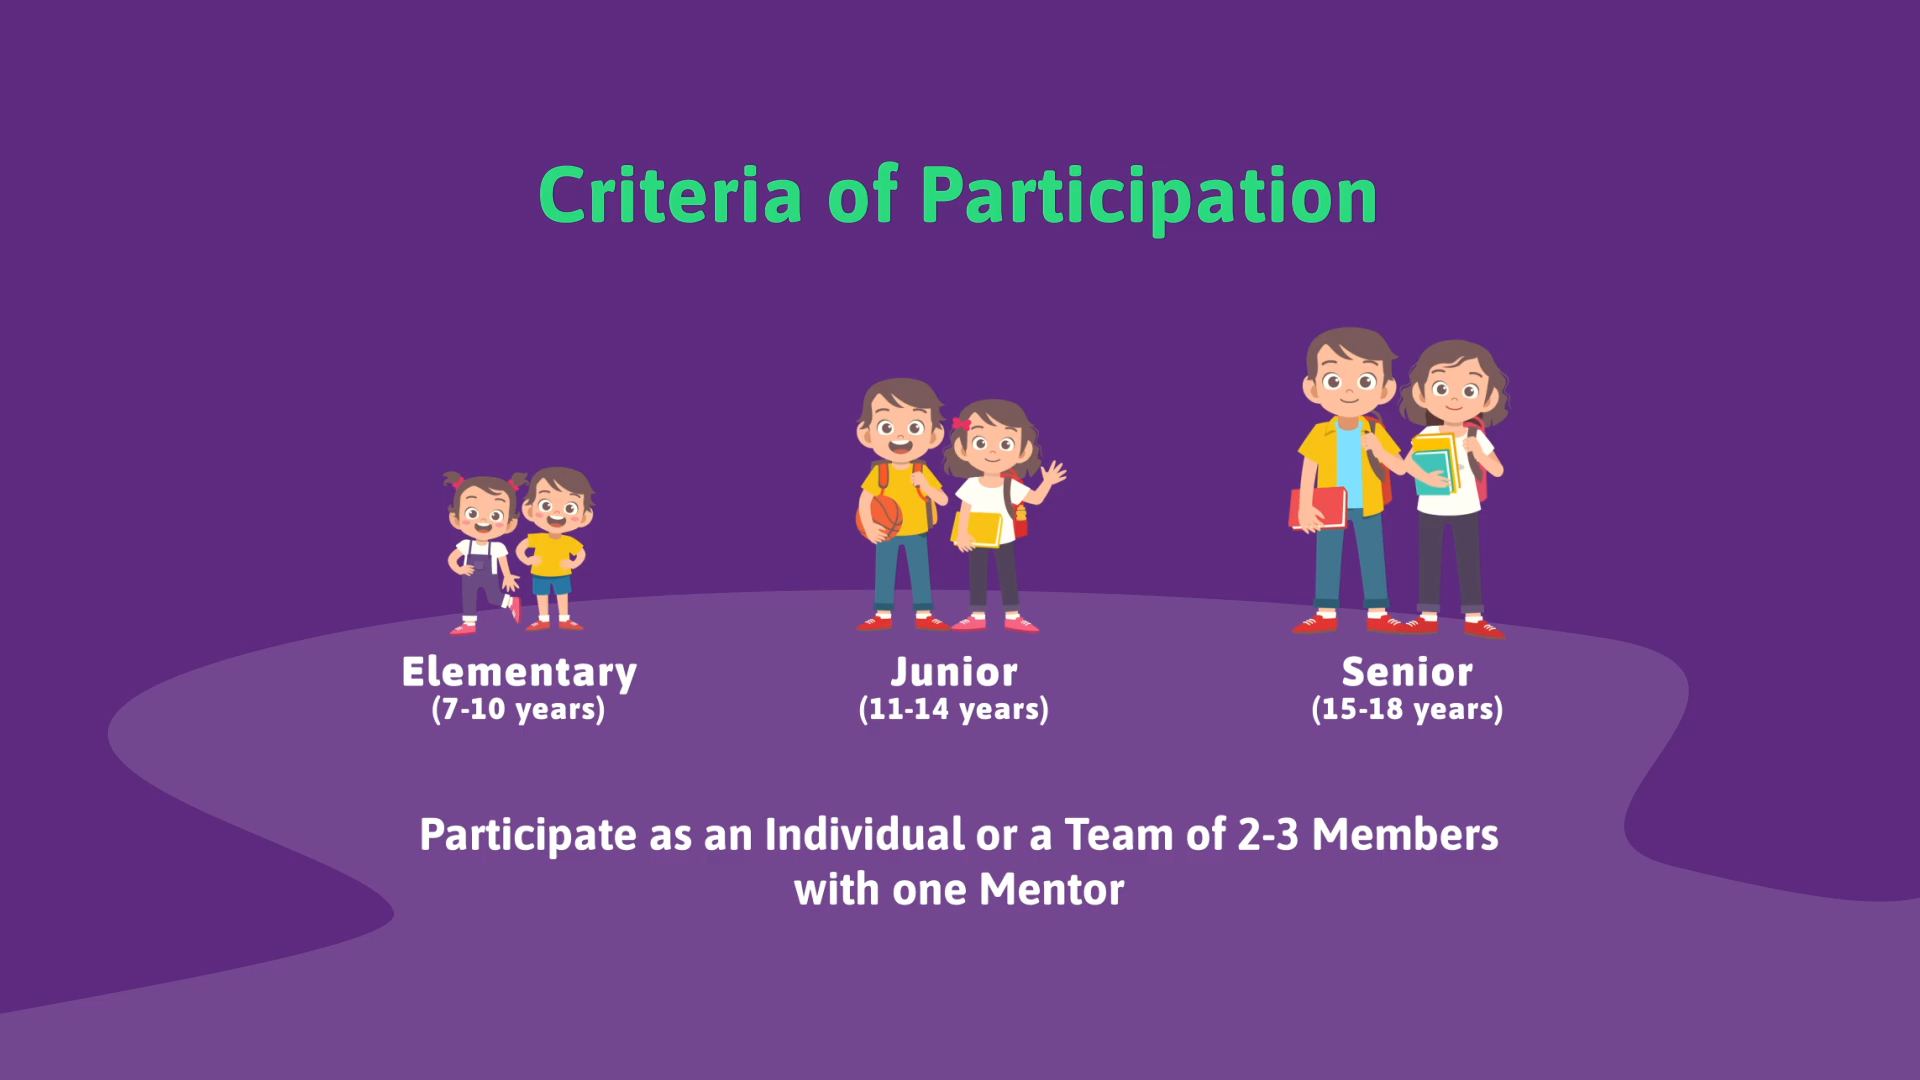 Criteria of Participation
Elementary
(7-10 years)
Junior
(11-14 years)
Senior
(15-18 years)
Participate as an Individual or a Team of 2-3 Members
with one Mentor